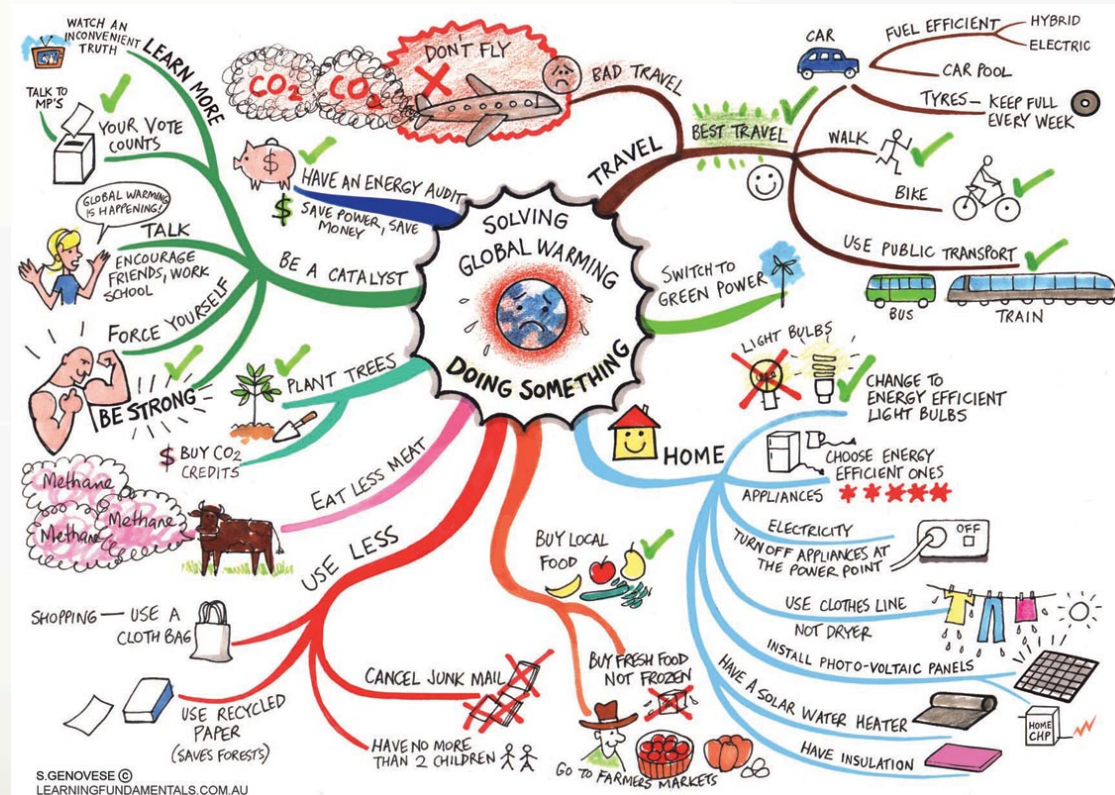 SOLVING
GLOBAL WARMING
DOING SOMETHING
TRAVEL
BAD TRAVEL
DON'T FLY
CO2
CO2
BEST TRAVEL
CAR
FUEL EFFICIENT
HYBRID
ELECTRIC
CAR POOL
TYRES — KEEP FULL
EVERY WEEK
WALK
BIKE
USE PUBLIC TRANSPORT
BUS
TRAIN
SWITCH TO
GREEN POWER
HOME
LIGHT BULBS
CHANGE TO
ENERGY EFFICIENT
LIGHT BULBS
CHOOSE ENERGY
EFFICIENT ONES
APPLIANCES
ELECTRICITY
TURN OFF APPLIANCES AT
THE POWER POINT
OFF
USE CLOTHES LINE
NOT DRYER
INSTALL PHOTO-VOLTAIC PANELS
HOME
CHP
HAVE A SOLAR WATER HEATER
HAVE INSULATION
BUY LOCAL
FOOD
BUY FRESH FOOD
NOT FROZEN
GO TO FARMERS MARKETS
USE LESS
SHOPPING — USE A
CLOTH BAG
USE RECYCLED
PAPER
(SAVES FORESTS)
CANCEL JUNK MAIL
HAVE NO MORE
THAN 2 CHILDREN
EAT LESS MEAT
Methane
Methane
Methane
PLANT TREES
$ BUY CO2
CREDITS
BE A CATALYST
LEARN MORE
WATCH AN
INCONVENIENT
TRUTH
TALK TO
MP'S
YOUR VOTE
COUNTS
GLOBAL WARMING
IS HAPPENING!
TALK
ENCOURAGE
FRIENDS, WORK
SCHOOL
FORCE YOURSELF
BE STRONG
HAVE AN ENERGY AUDIT
SAVE POWER, SAVE
MONEY
$
$
S.GENOVESE ©
LEARNINGFUNDAMENTALS.COM.AU